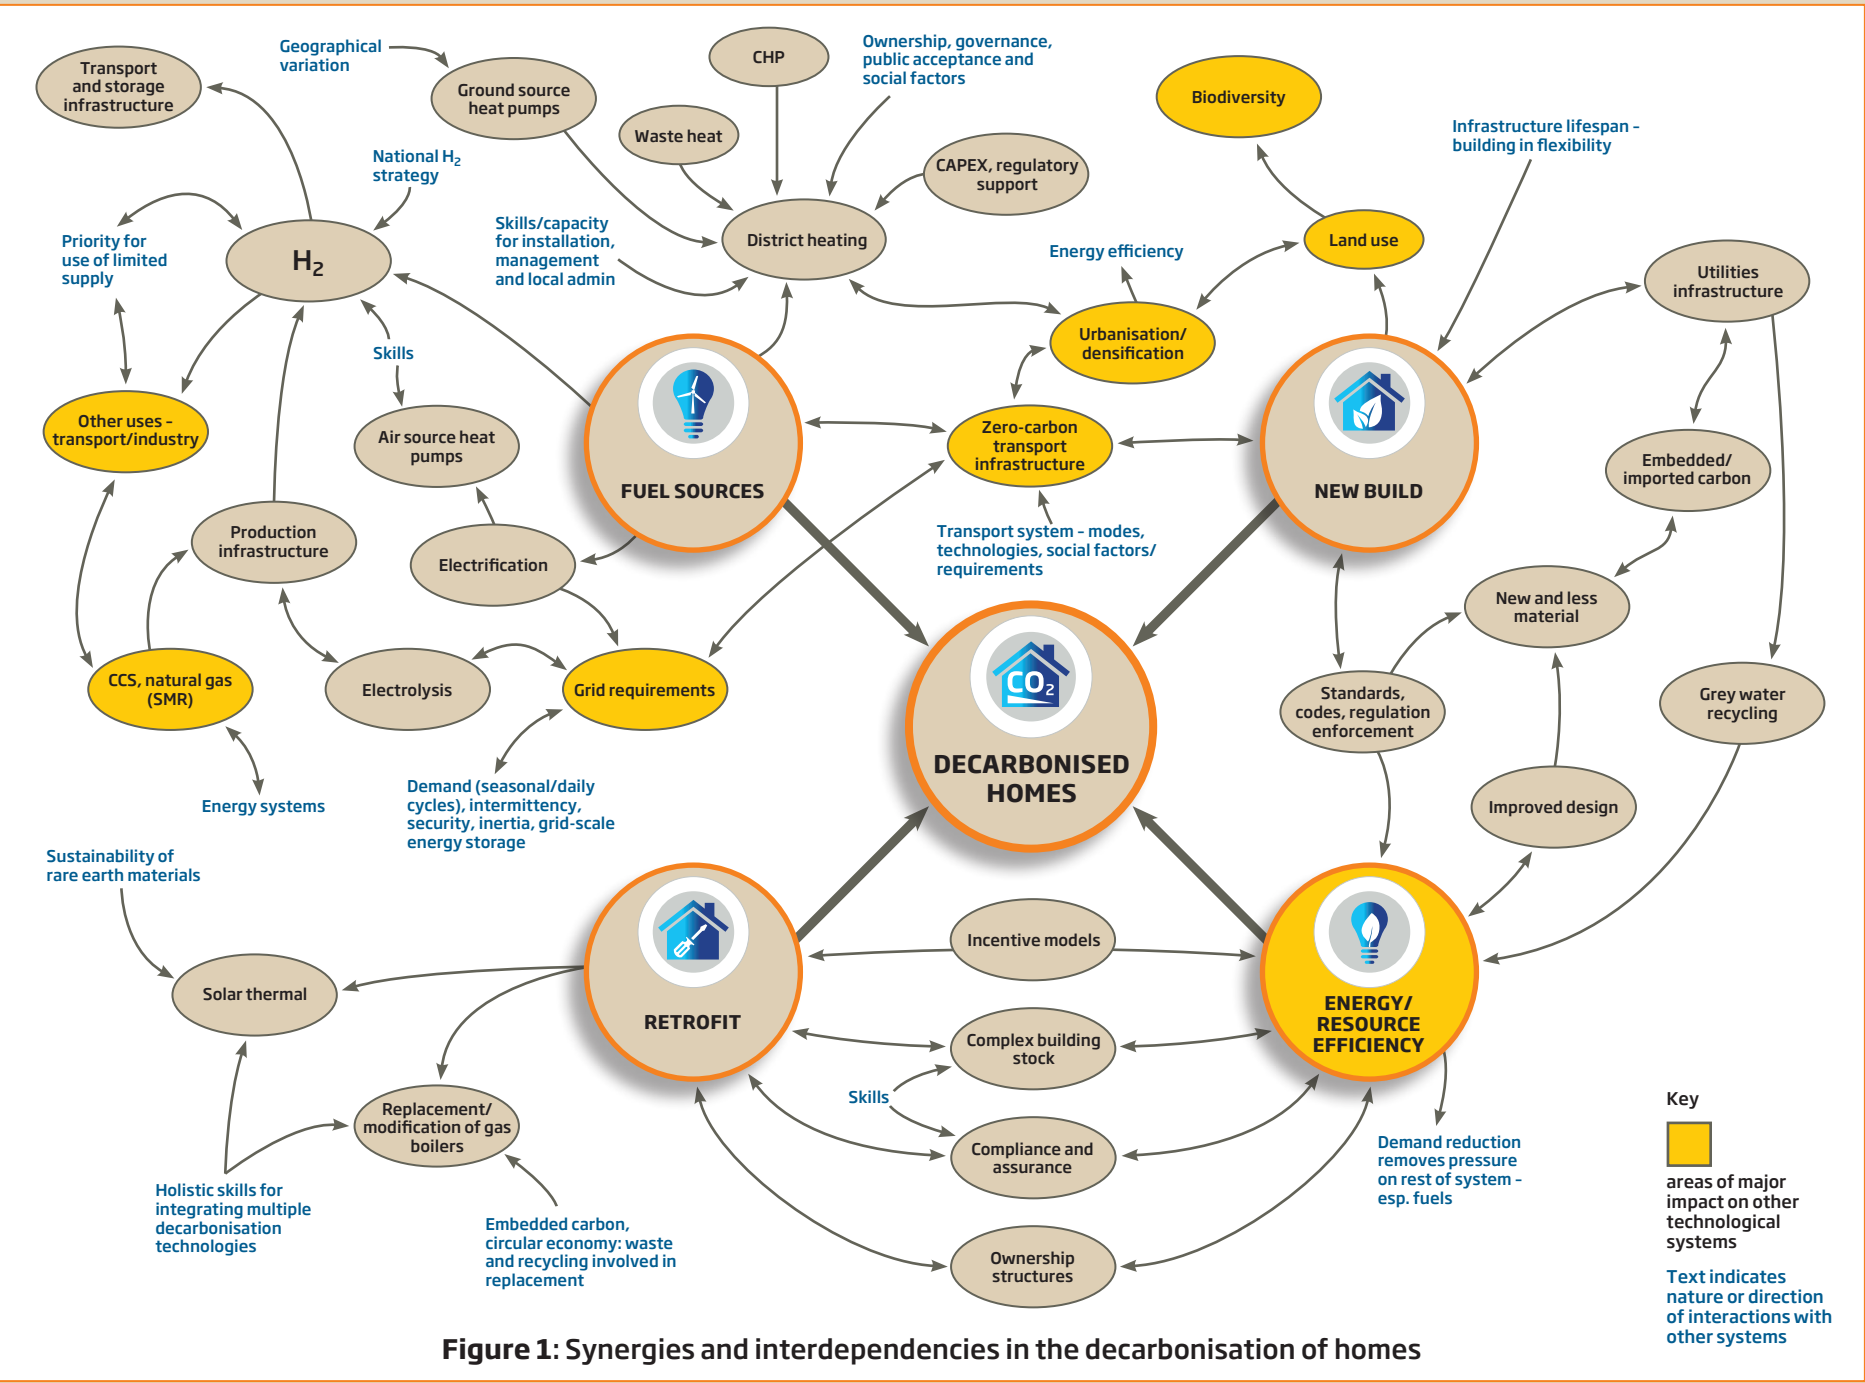 Transport
and storage
infrastructure
Geographical
variation
Ground source
heat pumps
CHP
Waste heat
Ownership, governance,
public acceptance and
social factors
CAPEX, regulatory
support
Biodiversity
Infrastructure lifespan –
building in flexibility
National H₂
strategy
Priority for
use of limited
supply
H₂
Skills/capacity
for installation,
management
and local admin
District heating
Energy efficiency
Land use
Utilities
infrastructure
Urbanisation/
densification
Skills
Other uses –
transport/industry
Air source heat
pumps
FUEL SOURCES
Zero-carbon
transport
infrastructure
NEW BUILD
Embedded/
imported carbon
Production
infrastructure
Electrification
Transport system – modes,
technologies, social factors/
requirements
New and less
material
CCS, natural gas
(SMR)
Electrolysis
Grid requirements
CO₂
DECARBONISED
HOMES
Standards,
codes, regulation
enforcement
Grey water
recycling
Energy systems
Demand (seasonal/daily
cycles), intermittency,
security, inertia, grid-scale
energy storage
Improved design
Sustainability of
rare earth materials
Solar thermal
RETROFIT
Incentive models
ENERGY/
RESOURCE
EFFICIENCY
Complex building
stock
Skills
Compliance and
assurance
Ownership
structures
Replacement/
modification of gas
boilers
Holistic skills for
integrating multiple
decarbonisation
technologies
Embedded carbon,
circular economy: waste
and recycling involved in
replacement
Demand reduction
removes pressure
on rest of system –
esp. fuels
Key
areas of major
impact on other
technological
systems
Text indicates
nature or direction
of interactions with
other systems
Figure 1: Synergies and interdependencies in the decarbonisation of homes